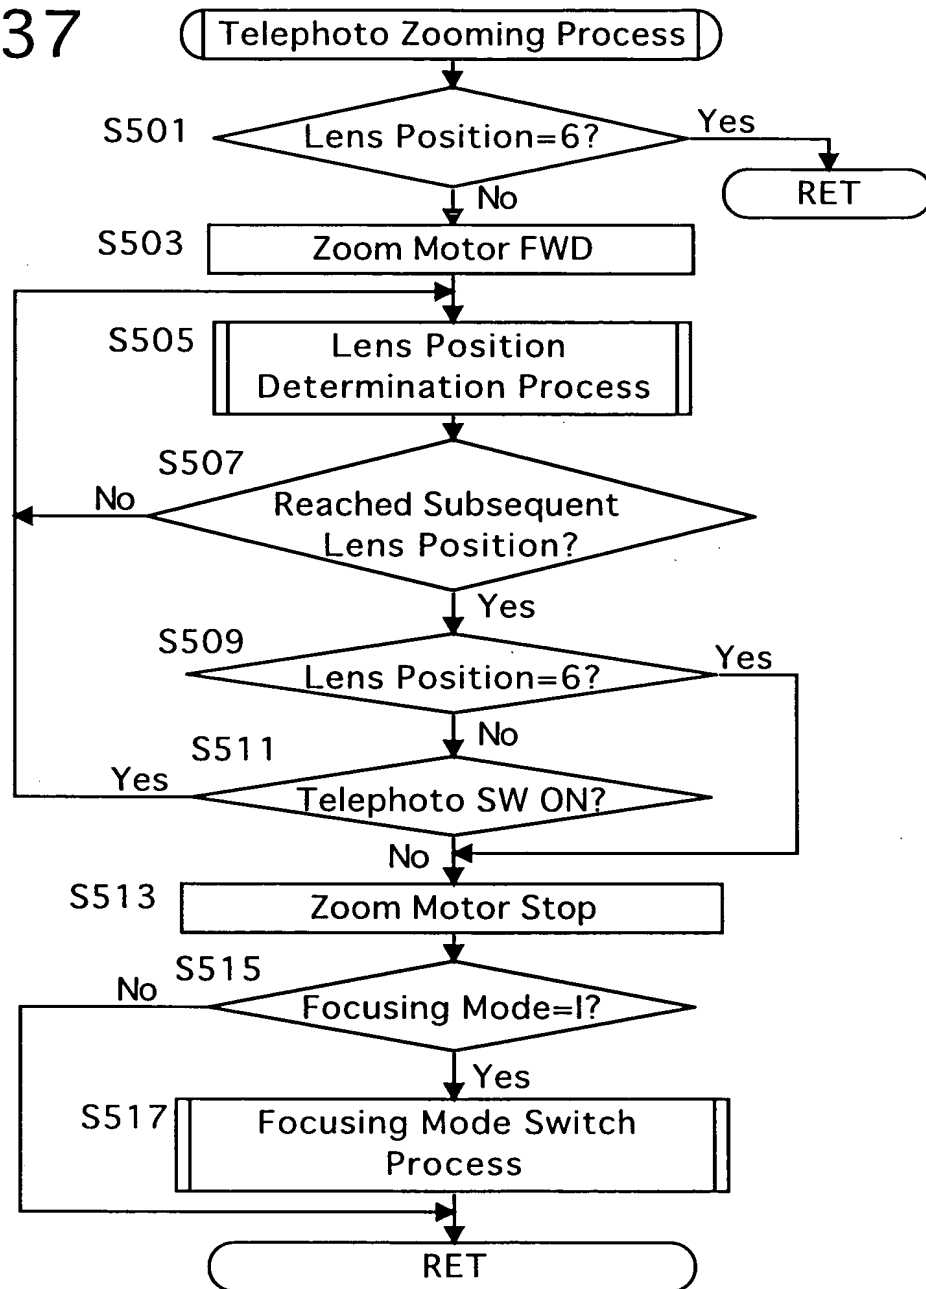 37
Telephoto Zooming Process
S501
Lens Position=6?
Yes
RET
No
S503
Zoom Motor FWD
S505
Lens Position
Determination Process
S507
No
Reached Subsequent
Lens Position?
Yes
S509
Lens Position=6?
Yes
No
S511
Yes
Telephoto SW ON?
No
S513
Zoom Motor Stop
S515
No
Focusing Mode=I?
Yes
S517
Focusing Mode Switch
Process
RET